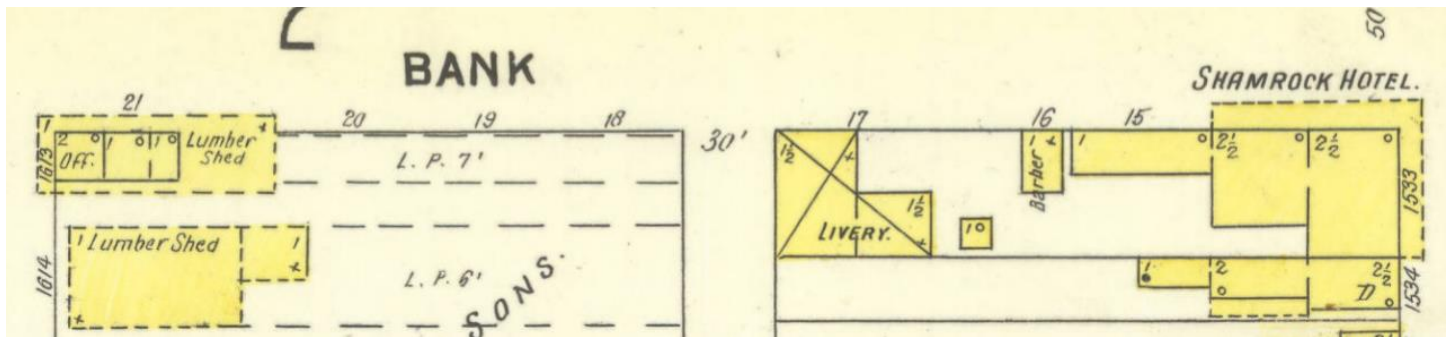 50
BANK
SHAMROCK HOTEL.
21
20
19
18
30'
17
16
15
1
2
OFF.
1
1
Lumber
Shed
L. P. 7'
1613
1½
1
Barber
1
2½
2½
1533
1½
LIVERY.
1
1
Lumber Shed
1
1614
L. P. 6'
SONS.
1
2
2½
D
1534